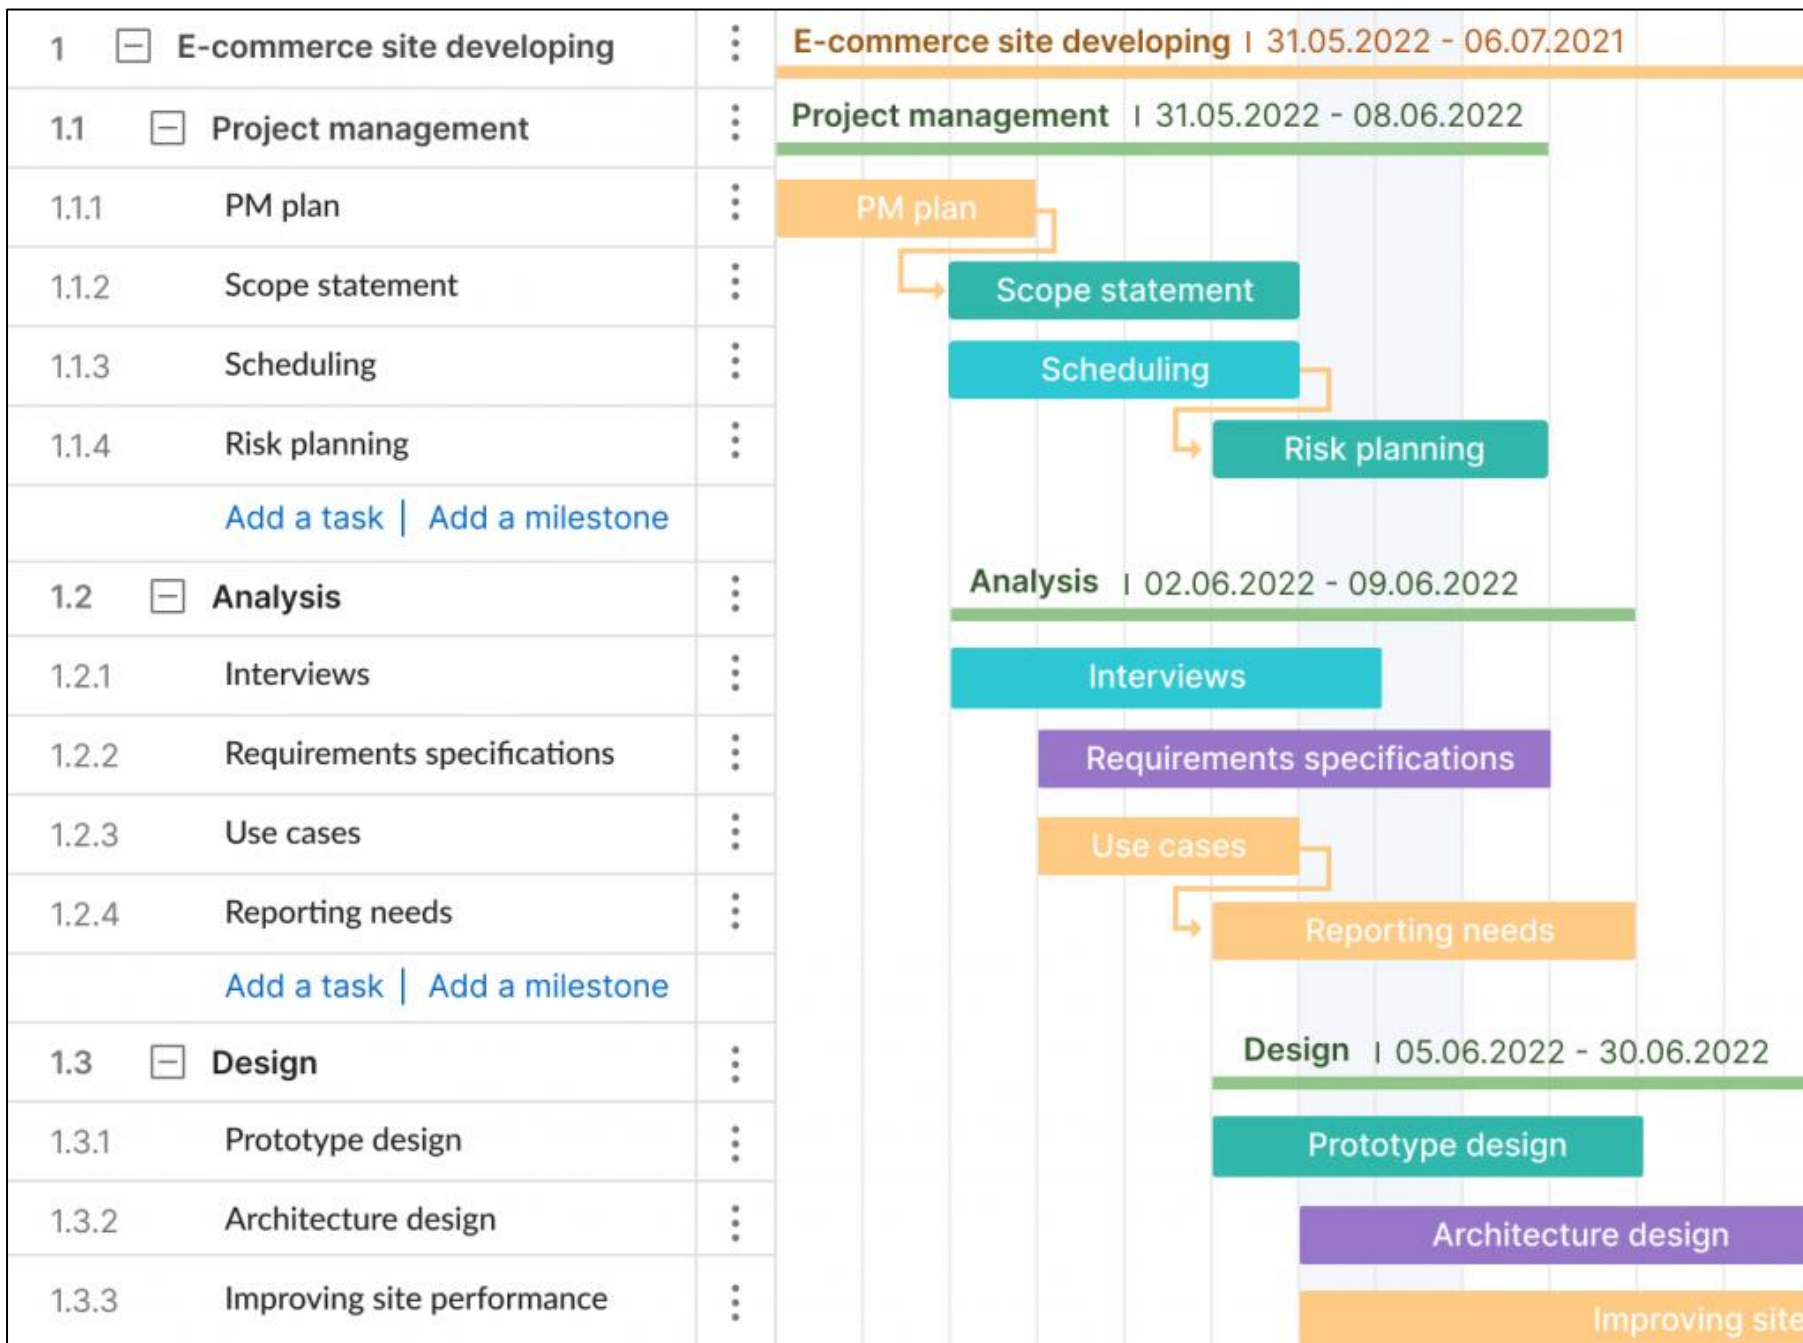 1 E-commerce site developing
E-commerce site developing | 31.05.2022 - 06.07.2021
1.1 Project management
Project management | 31.05.2022 - 08.06.2022
1.1.1 PM plan
PM plan
1.1.2 Scope statement
Scope statement
1.1.3 Scheduling
Scheduling
1.1.4 Risk planning
Risk planning
Add a task | Add a milestone
1.2 Analysis
Analysis | 02.06.2022 - 09.06.2022
1.2.1 Interviews
Interviews
1.2.2 Requirements specifications
Requirements specifications
1.2.3 Use cases
Use cases
1.2.4 Reporting needs
Reporting needs
Add a task | Add a milestone
1.3 Design
Design | 05.06.2022 - 30.06.2022
1.3.1 Prototype design
Prototype design
1.3.2 Architecture design
Architecture design
1.3.3 Improving site performance
Improving site